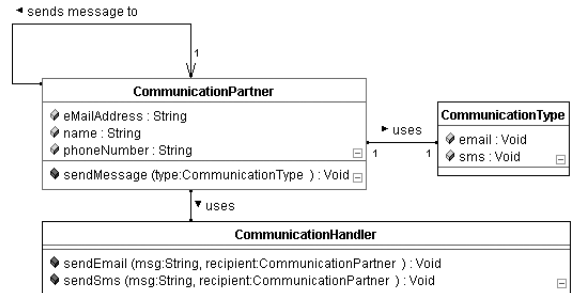 ◄ sends message to
1
CommunicationPartner
eMailAddress : String
name : String
phoneNumber : String
sendMessage (type:CommunicationType ) : Void
► uses
1 1
CommunicationType
email : Void
sms : Void
▼ uses
CommunicationHandler
sendEmail (msg:String, recipient:CommunicationPartner ) : Void
sendSms (msg:String, recipient:CommunicationPartner ) : Void